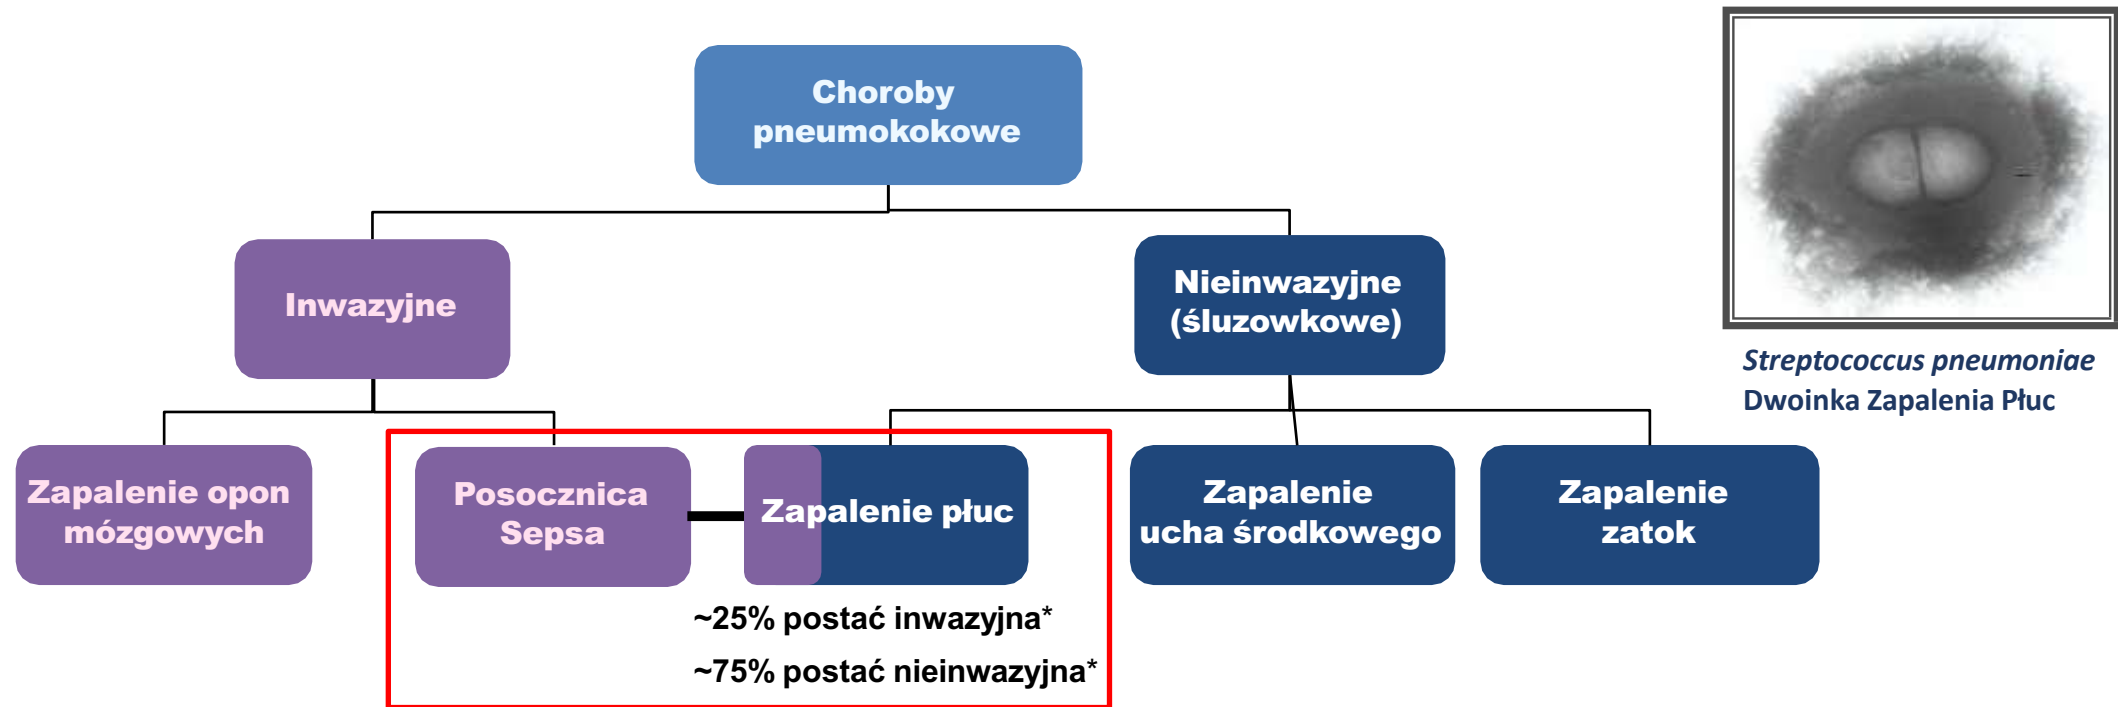 Choroby
pneumokokowe
Inwazyjne
Nieinwazyjne
(śluzowkowe)
Streptococcus pneumoniae
Dwoinka Zapalenia Płuc
Zapalenie opon
mózgowych
Posocznica
Sepsa
Zapalenie płuc
Zapalenie
ucha środkowego
Zapalenie
zatok
~25% postać inwazyjna*
~75% postać nieinwazyjna*